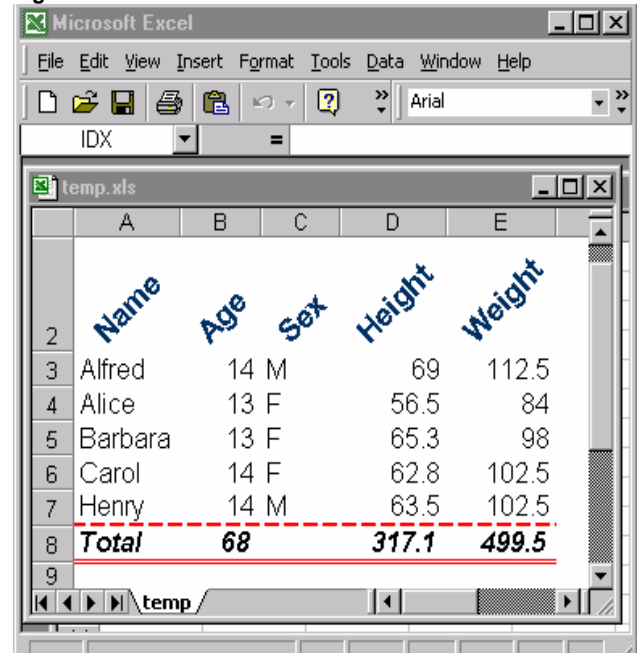 Microsoft Excel
File Edit View Insert Format Tools Data Window Help
Arial
IDX =
temp.xls
A B C D E
2 Name Age Sex Height Weight
3 Alfred 14 M 69 112.5
4 Alice 13 F 56.5 84
5 Barbara 13 F 65.3 98
6 Carol 14 F 62.8 102.5
7 Henry 14 M 63.5 102.5
8 Total 68 317.1 499.5
9
temp